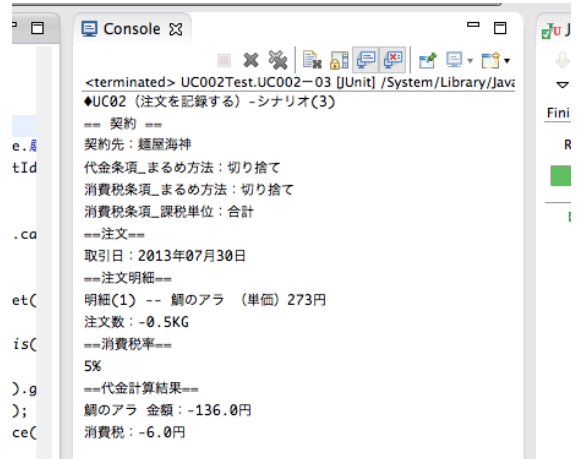 Console
JU J
<terminated> UC002Test.UC002－03 [JUnit] /System/Library/Java
◆UC02（注文を記録する）-シナリオ(3)
== 契約 ==
契約先：麺屋海神
代金条項_まるめ方法：切り捨て
消費税条項_まるめ方法：切り捨て
消費税条項_課税単位：合計
==注文==
取引日：2013年07月30日
==注文明細==
明細(1) -- 鯛のアラ （単価）273円
注文数：-0.5KG
==消費税率==
5%
==代金計算結果==
鯛のアラ 金額：-136.0円
消費税：-6.0円
e.
tId
.ca
et(
is(
).g
);
ce(
Fini
R